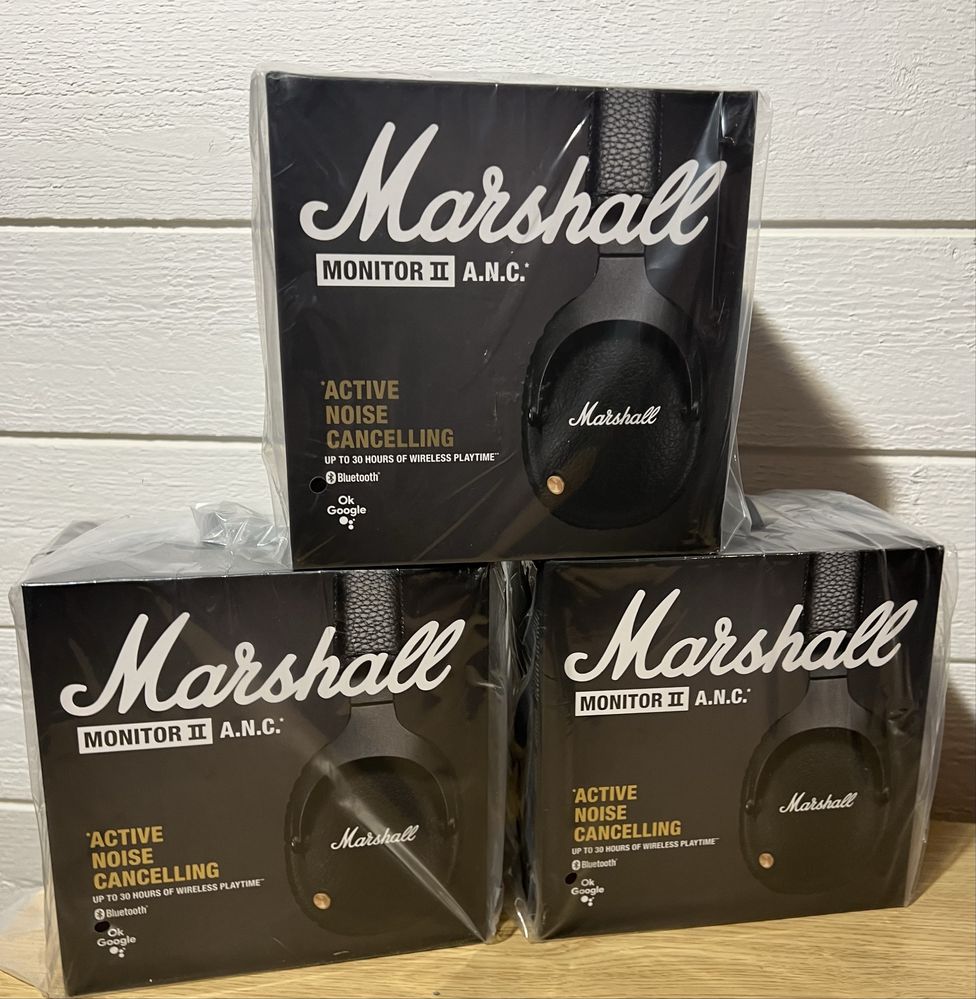 Marshall
MONITOR II A.N.C.*
*ACTIVE
NOISE
CANCELLING
UP TO 30 HOURS OF WIRELESS PLAYTIME**
Bluetooth®
Ok
Google
Marshall
Marshall
MONITOR II A.N.C.*
*ACTIVE
NOISE
CANCELLING
UP TO 30 HOURS OF WIRELESS PLAYTIME**
Bluetooth®
Ok
Google
Marshall
Marshall
MONITOR II A.N.C.*
*ACTIVE
NOISE
CANCELLING
UP TO 30 HOURS OF WIRELESS PLAYTIME**
Bluetooth®
Ok
Google
Marshall